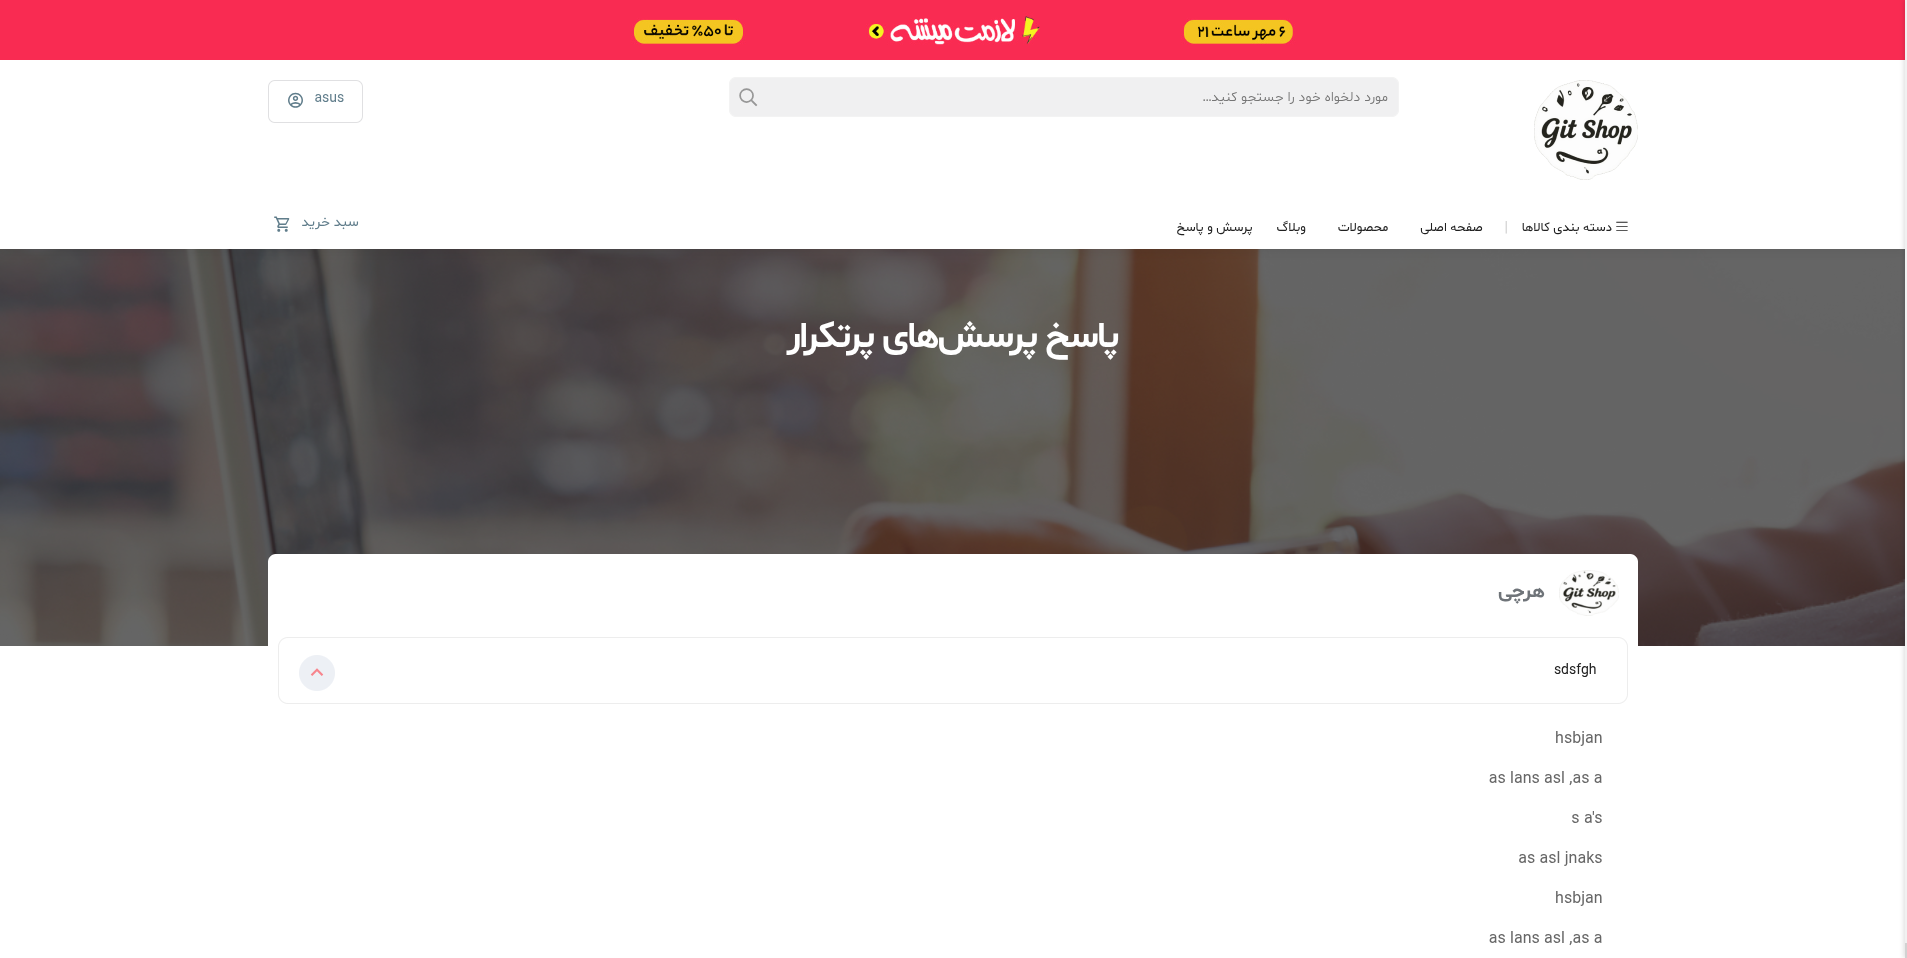 ۶ مهر ساعت ۲۱
لازمت میشه
تا ۵۰% تخفیف
Git Shop
مورد دلخواه خود را جستجو کنید...
asus
دسته بندی کالاها | صفحه اصلی محصولات وبلاگ پرسش و پاسخ
سبد خرید
پاسخ پرسش‌های پرتکرار
Git Shop
هرچی
sdsfgh
hsbjan
as lans asl ,as a
s a's
as asl jnaks
hsbjan
as lans asl ,as a